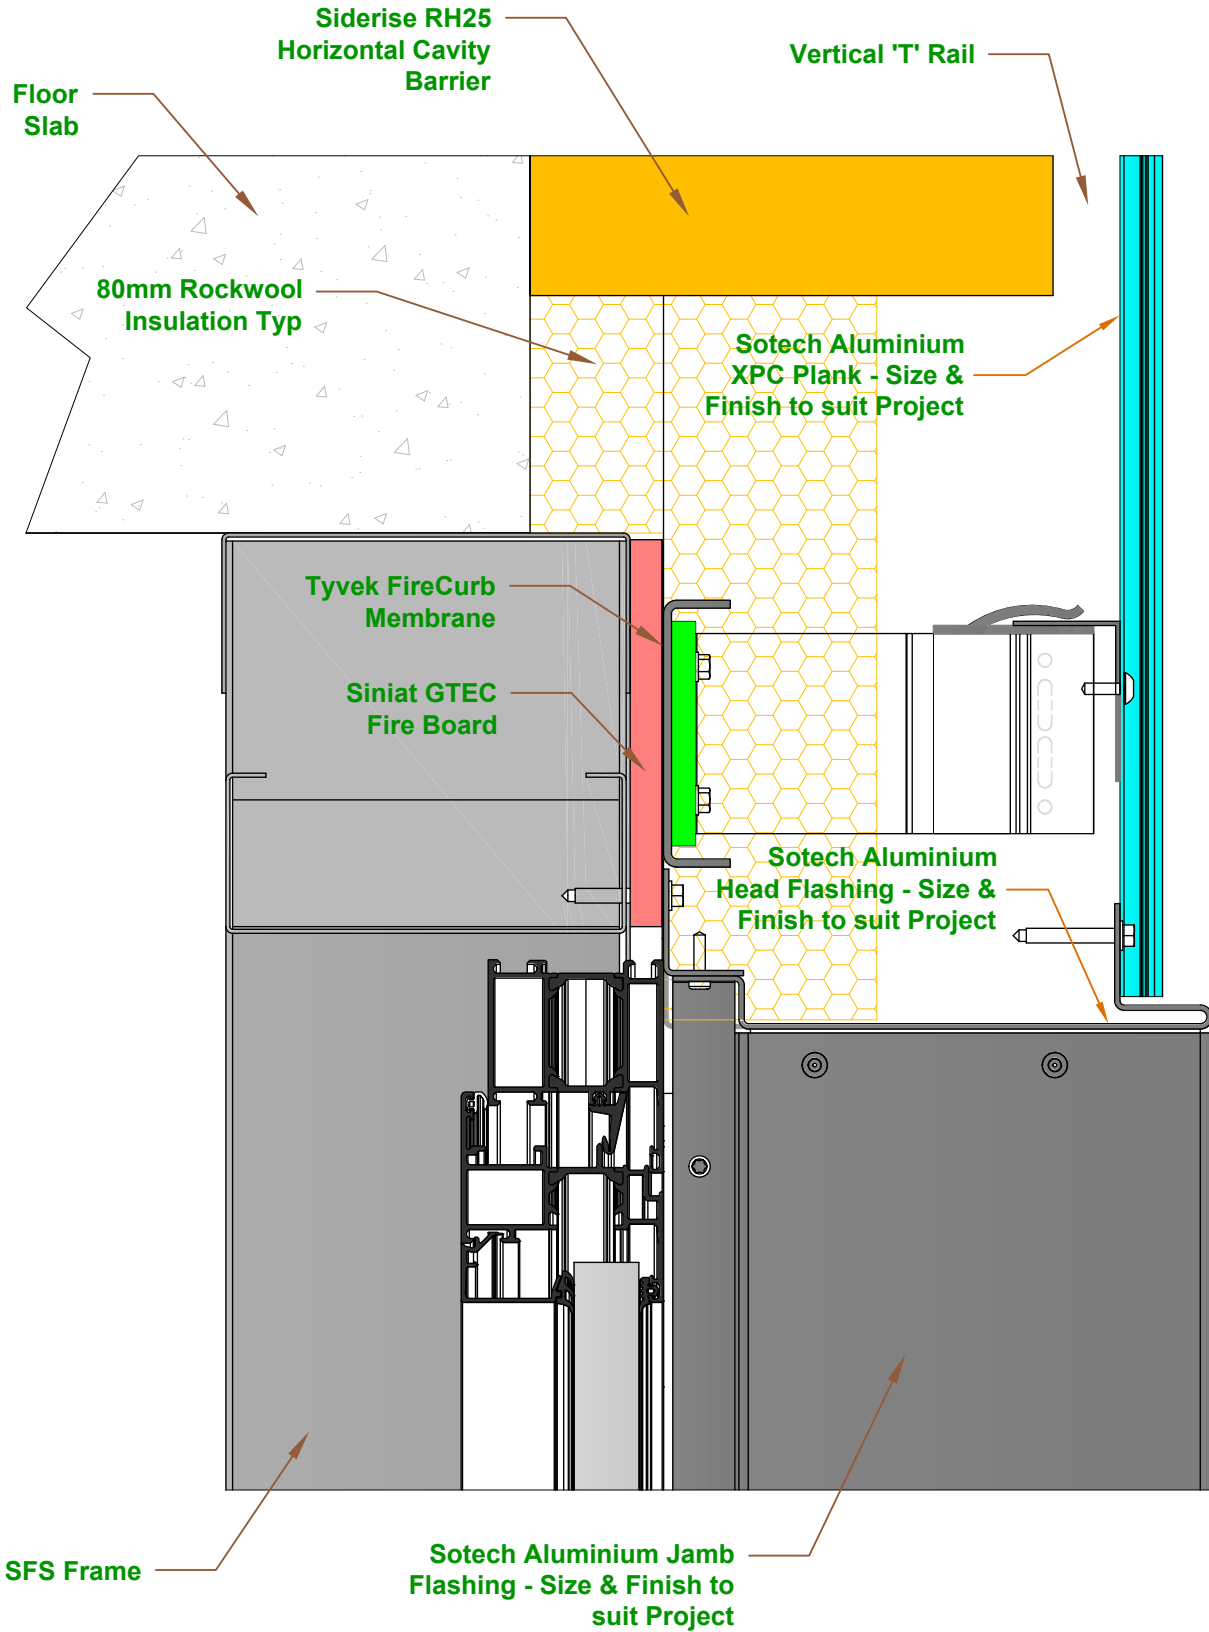 Siderise RH25
Horizontal Cavity
Barrier
Vertical 'T' Rail
Floor
Slab
80mm Rockwool
Insulation Typ
Sotech Aluminium
XPC Plank - Size &
Finish to suit Project
Tyvek FireCurb
Membrane
Siniat GTEC
Fire Board
Sotech Aluminium
Head Flashing - Size &
Finish to suit Project
SFS Frame
Sotech Aluminium Jamb
Flashing - Size & Finish to
suit Project